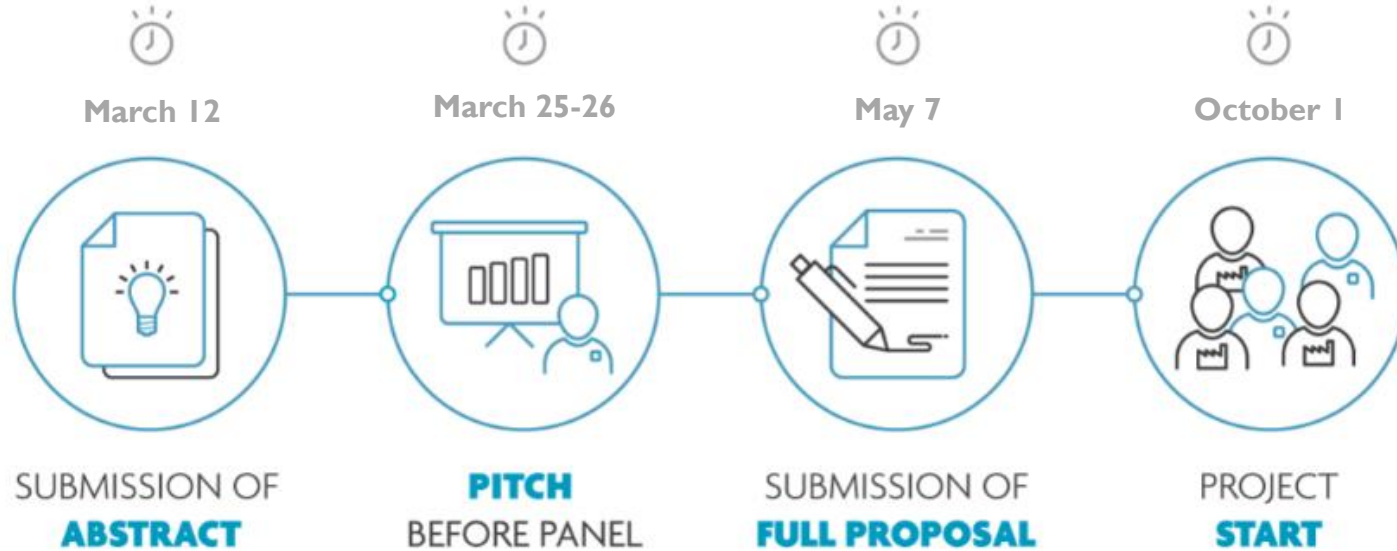 March 12
March 25-26
May 7
October 1
SUBMISSION OF
ABSTRACT
PITCH
BEFORE PANEL
SUBMISSION OF
FULL PROPOSAL
PROJECT
START